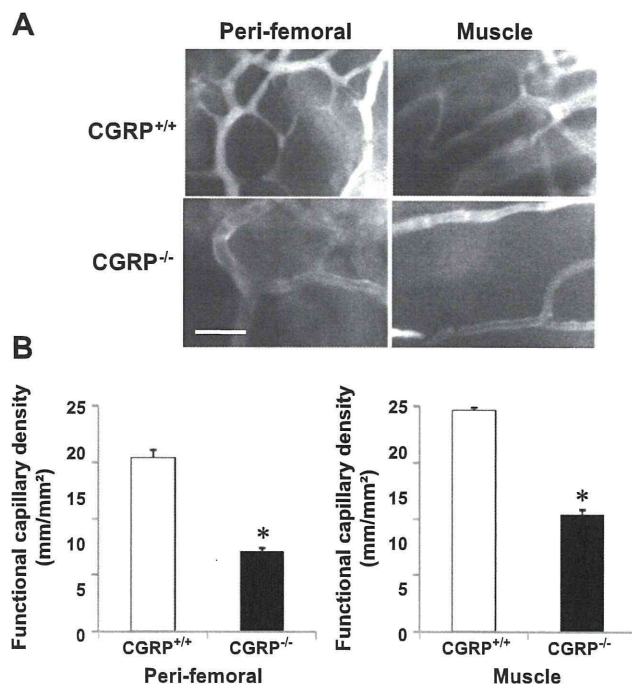 A
Peri-femoral
Muscle
CGRP+/+
CGRP-/-
B
Functional capillary density
(mm/mm²)
25
20
15
10
5
0
*
CGRP+/+
CGRP-/-
Peri-femoral
Functional capillary density
(mm/mm²)
25
20
15
10
5
0
*
CGRP+/+
CGRP-/-
Muscle